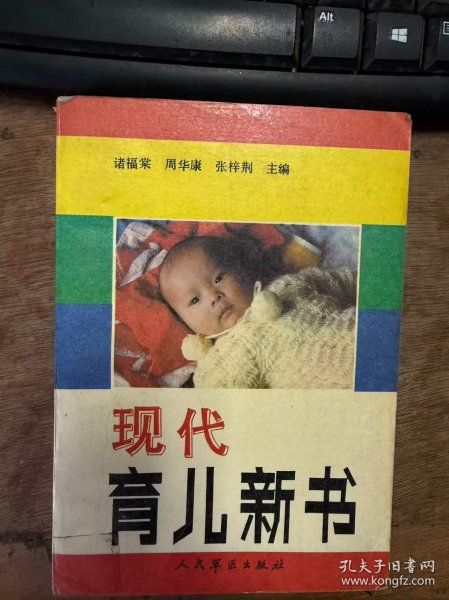 Alt
诸福棠 周华康 张梓荆 主编
现代
育儿新书
人民军医出版社
孔夫子旧书网
www.kongfz.com